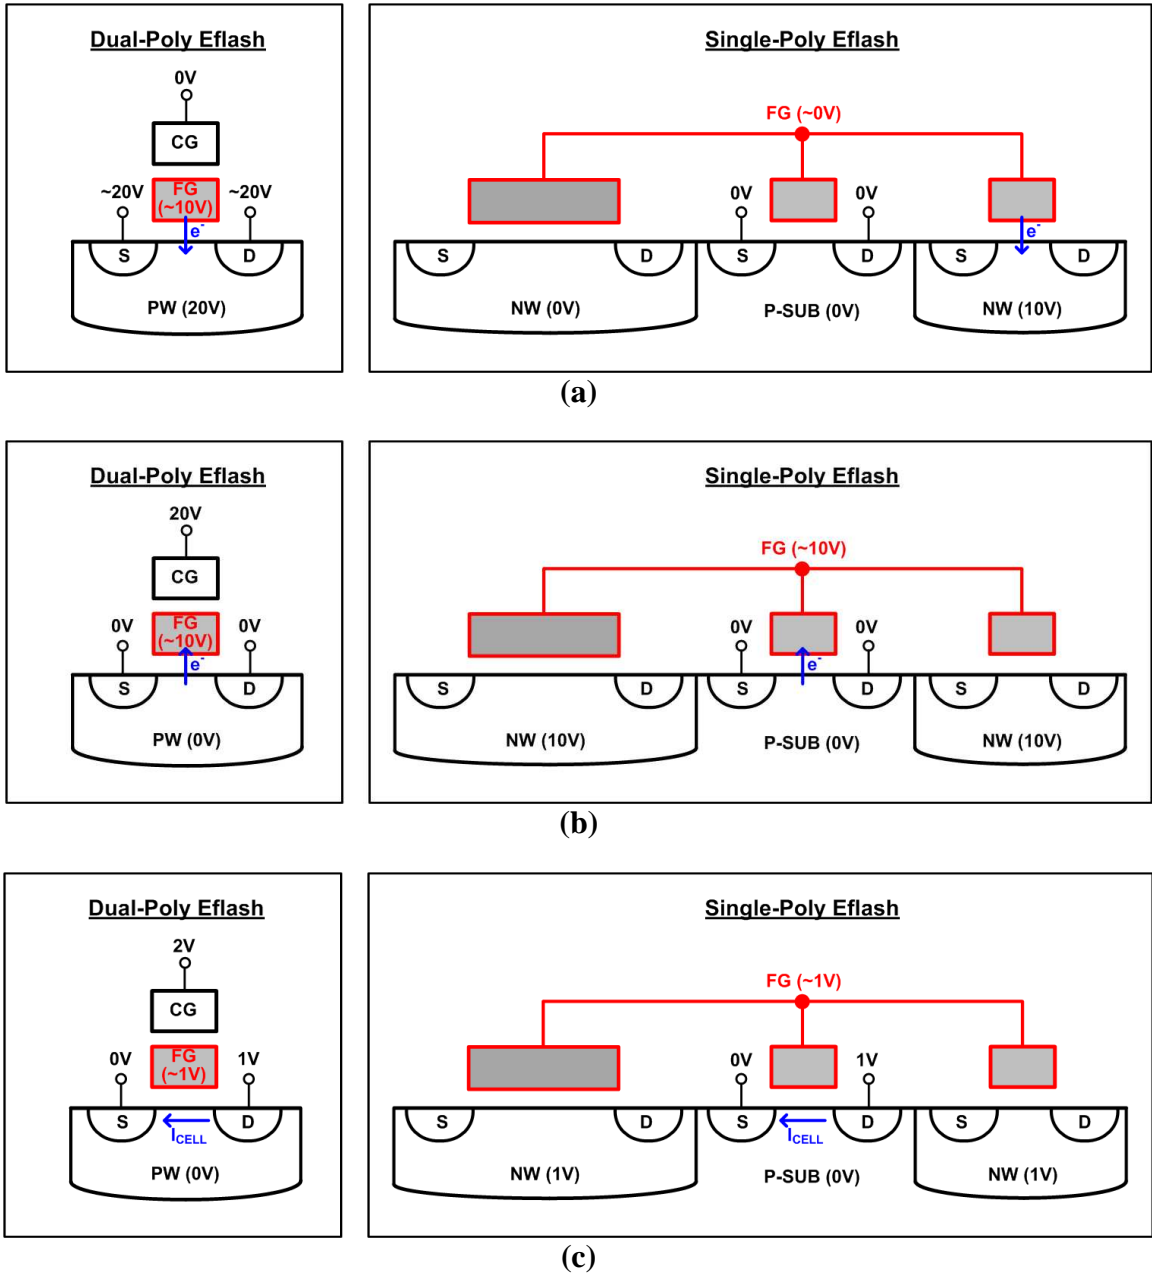 Dual-Poly Eflash
0V
CG
~20V
FG
(~10V)
~20V
e-
S
D
PW (20V)
Single-Poly Eflash
FG (~0V)
0V
0V
e-
S
D
S
D
S
D
NW (0V)
P-SUB (0V)
NW (10V)
(a)
Dual-Poly Eflash
20V
CG
0V
FG
(~10V)
0V
e-
S
D
PW (0V)
Single-Poly Eflash
FG (~10V)
0V
0V
e-
S
D
S
D
S
D
NW (10V)
P-SUB (0V)
NW (10V)
(b)
Dual-Poly Eflash
2V
CG
0V
FG
(~1V)
1V
S
D
ICELL
PW (0V)
Single-Poly Eflash
FG (~1V)
0V
1V
S
D
S
D
S
D
ICELL
NW (1V)
P-SUB (0V)
NW (1V)
(c)